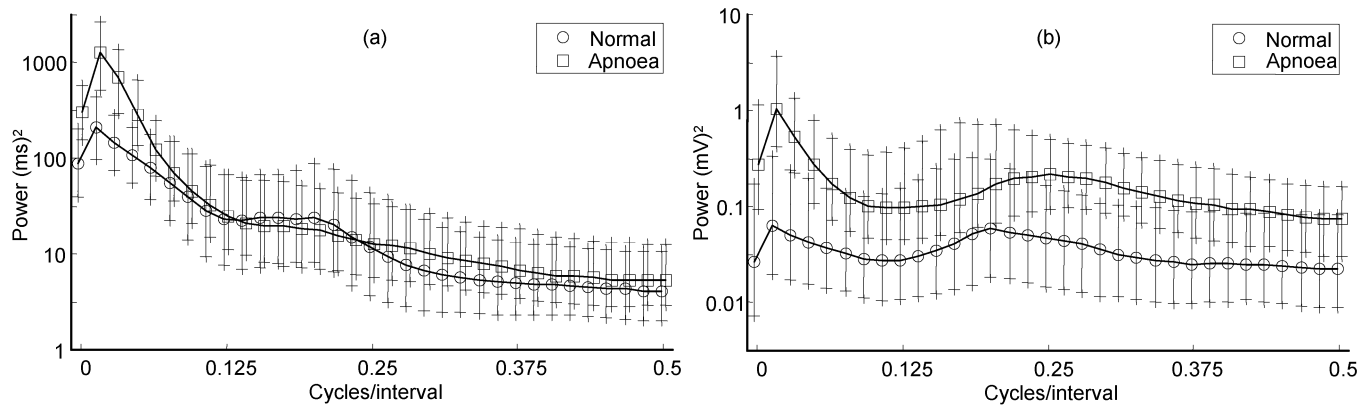 (a)
Normal
Apnoea
1000
100
10
1
Power (ms)²
0
0.125
0.25
0.375
0.5
Cycles/interval
(b)
Normal
Apnoea
10
1
0.1
0.01
Power (mV)²
0
0.125
0.25
0.375
0.5
Cycles/interval